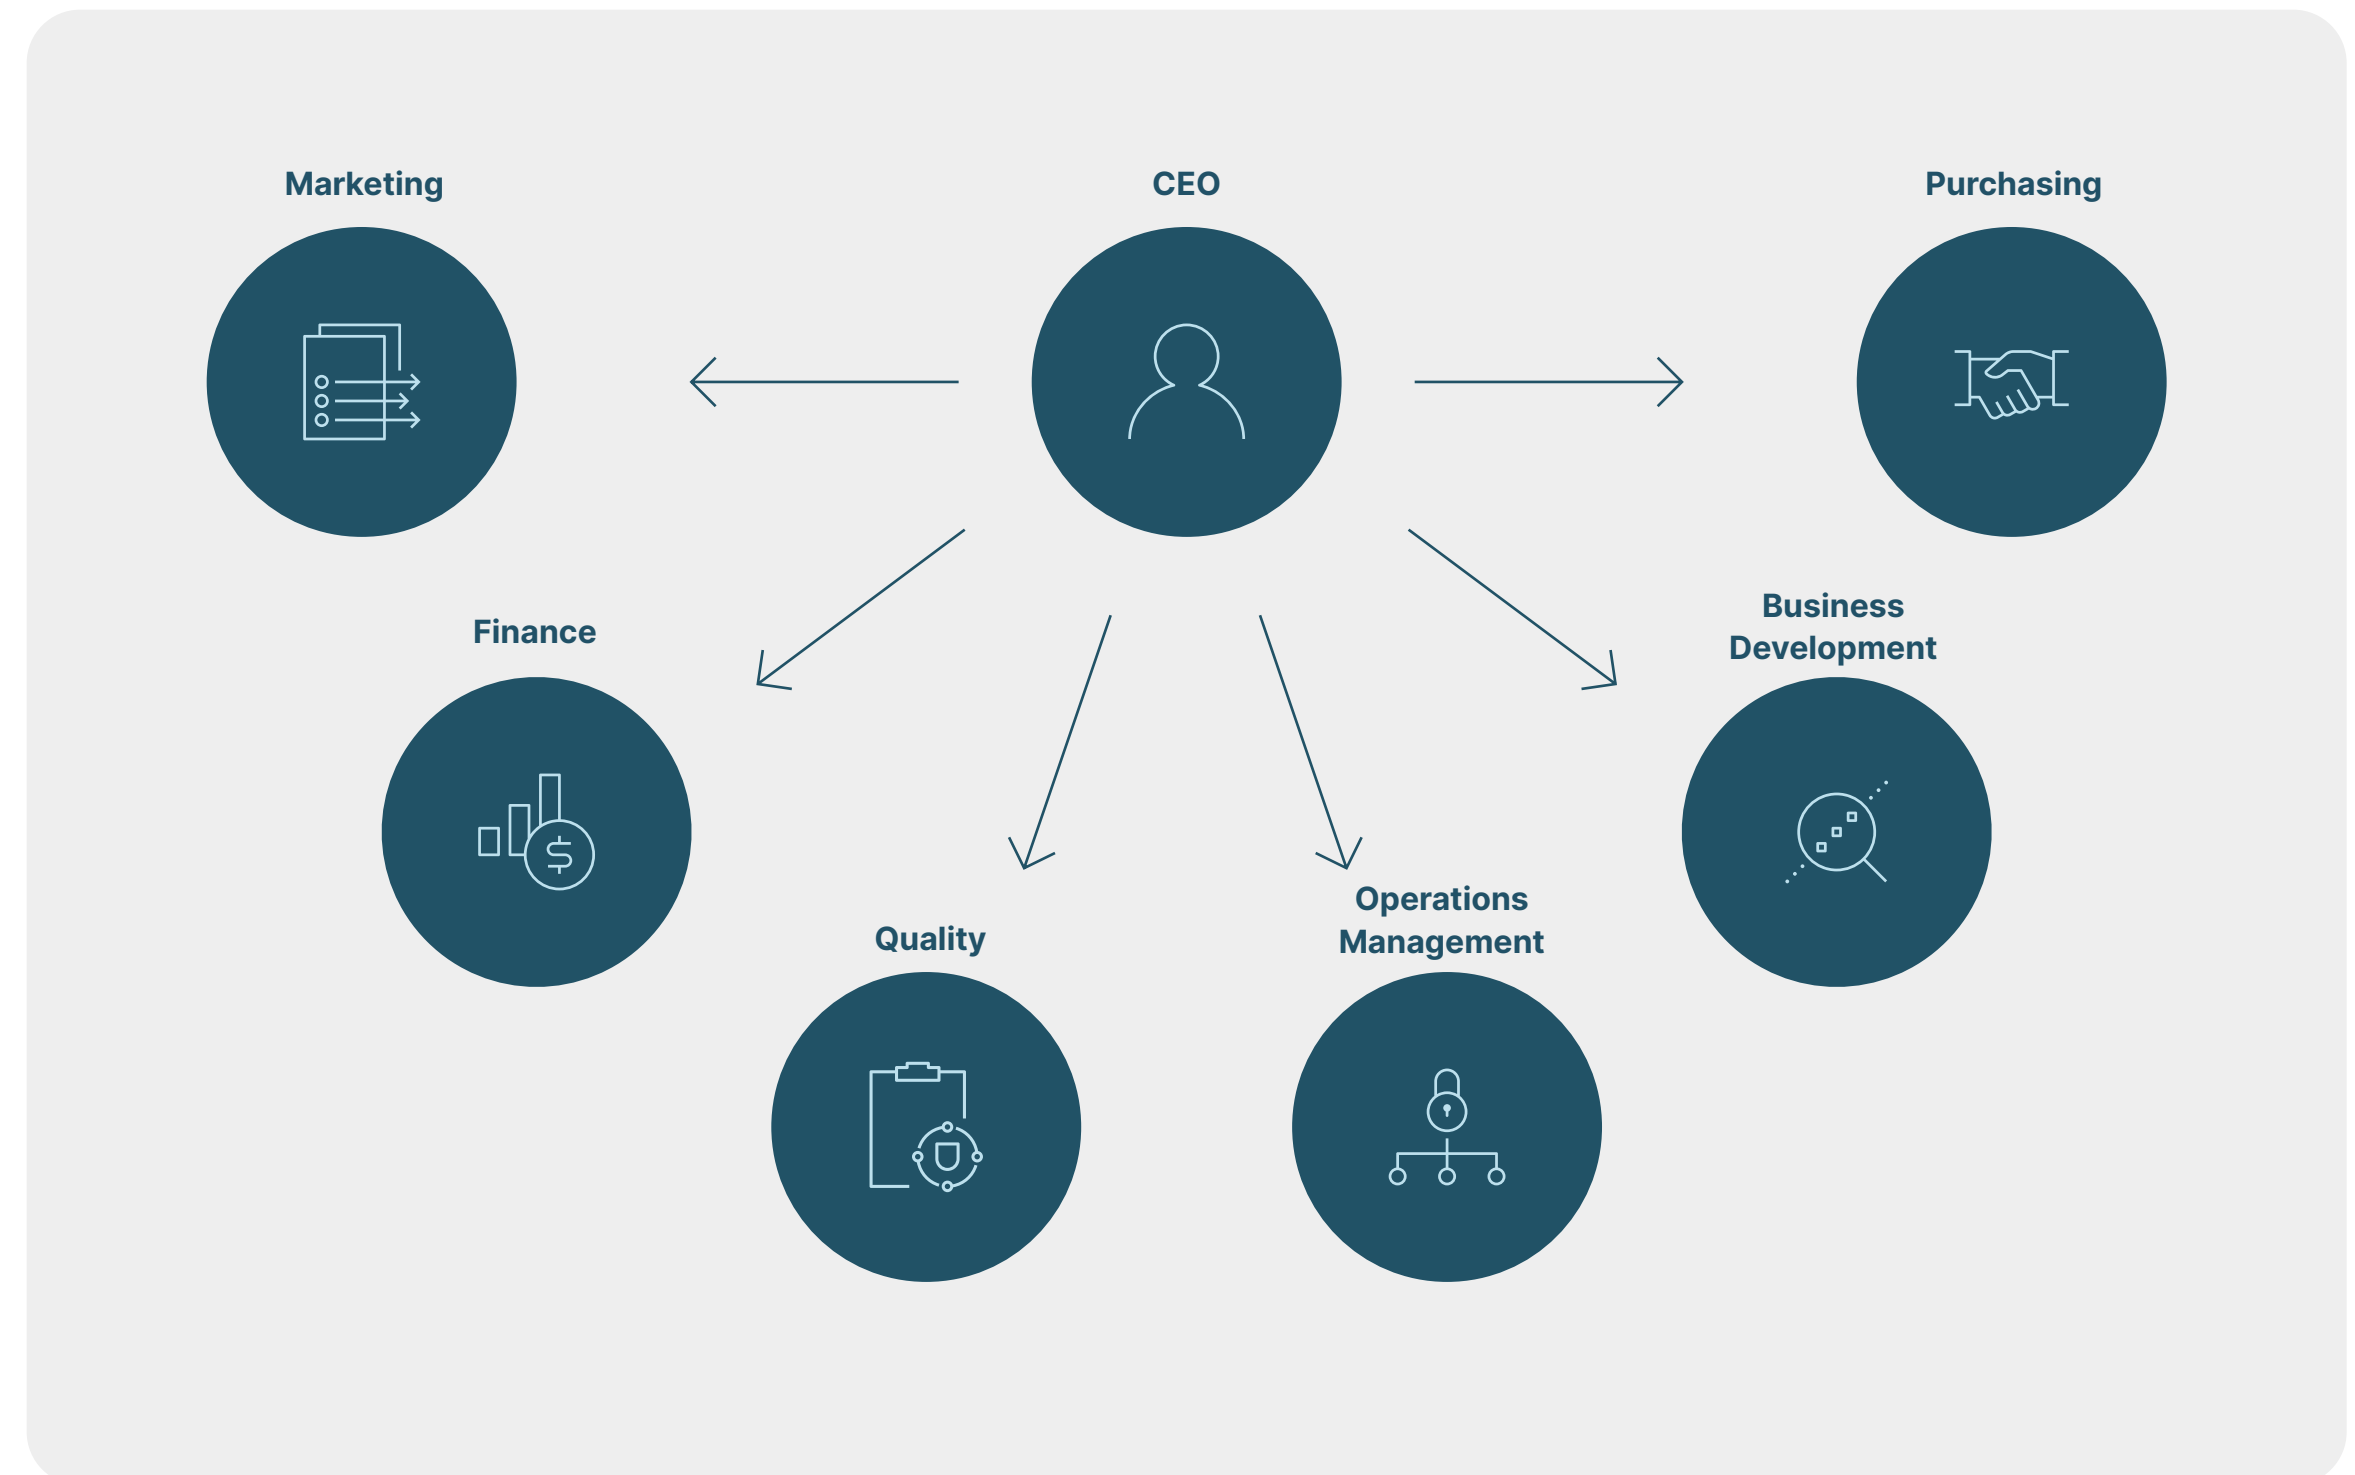 Marketing
CEO
Purchasing
Finance
Business
Development
Quality
Operations
Management